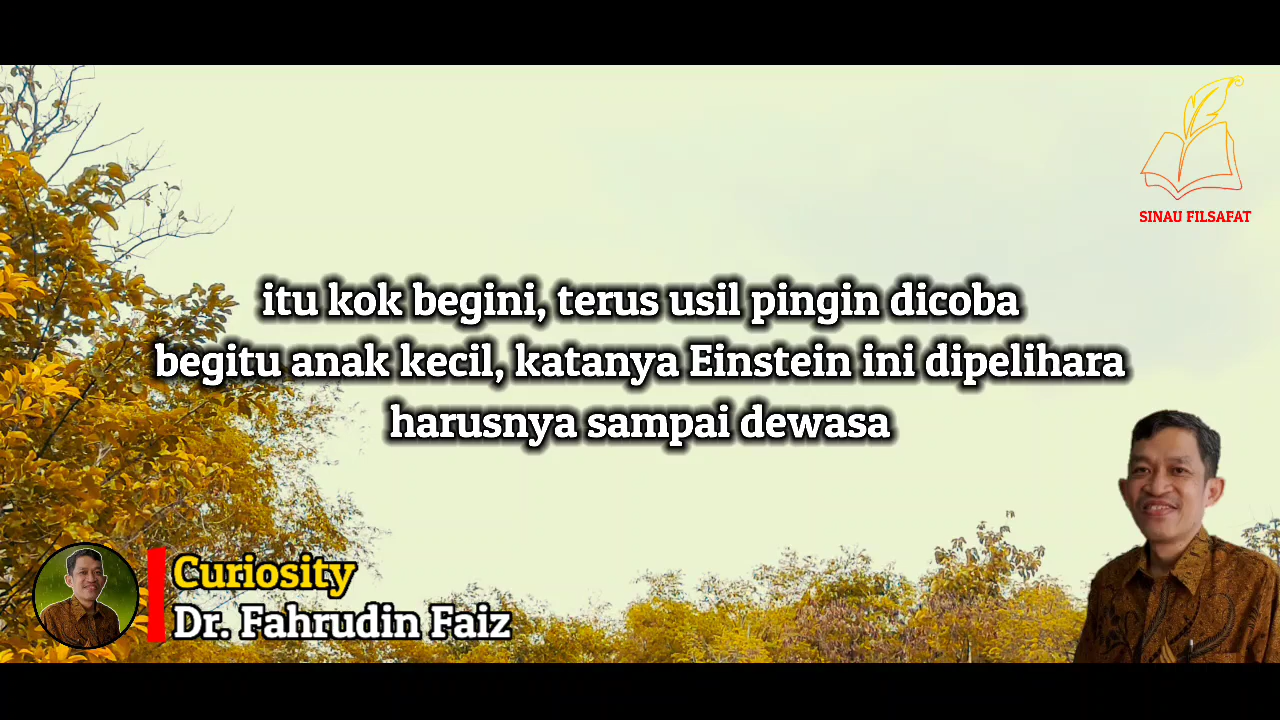 SINAU FILSAFAT
itu kok begini, terus usil pingin dicoba
begitu anak kecil, katanya Einstein ini dipelihara
harusnya sampai dewasa
Curiosity
Dr. Fahrudin Faiz